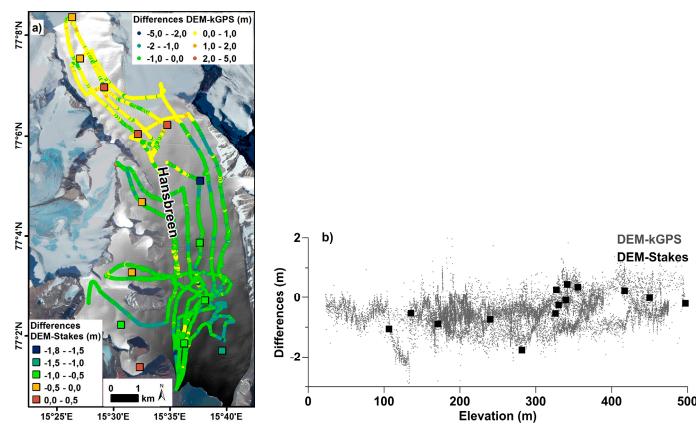 a)
Differences DEM-kGPS (m)
-5,0 - -2,0
-2 - -1,0
-1,0 - 0,0
0,0 - 1,0
1,0 - 2,0
2,0 - 5,0
77°8'N
77°6'N
77°4'N
77°2'N
Hansbreen
Differences
DEM-Stakes (m)
-1,8 - -1,5
-1,5 - -1,0
-1,0 - -0,5
-0,5 - 0,0
0,0 - 0,5
0 1
km
N
15°25'E 15°30'E 15°35'E 15°40'E
b)
DEM-kGPS
DEM-Stakes
Differences (m)
2
0
-2
0 100 200 300 400 500
Elevation (m)